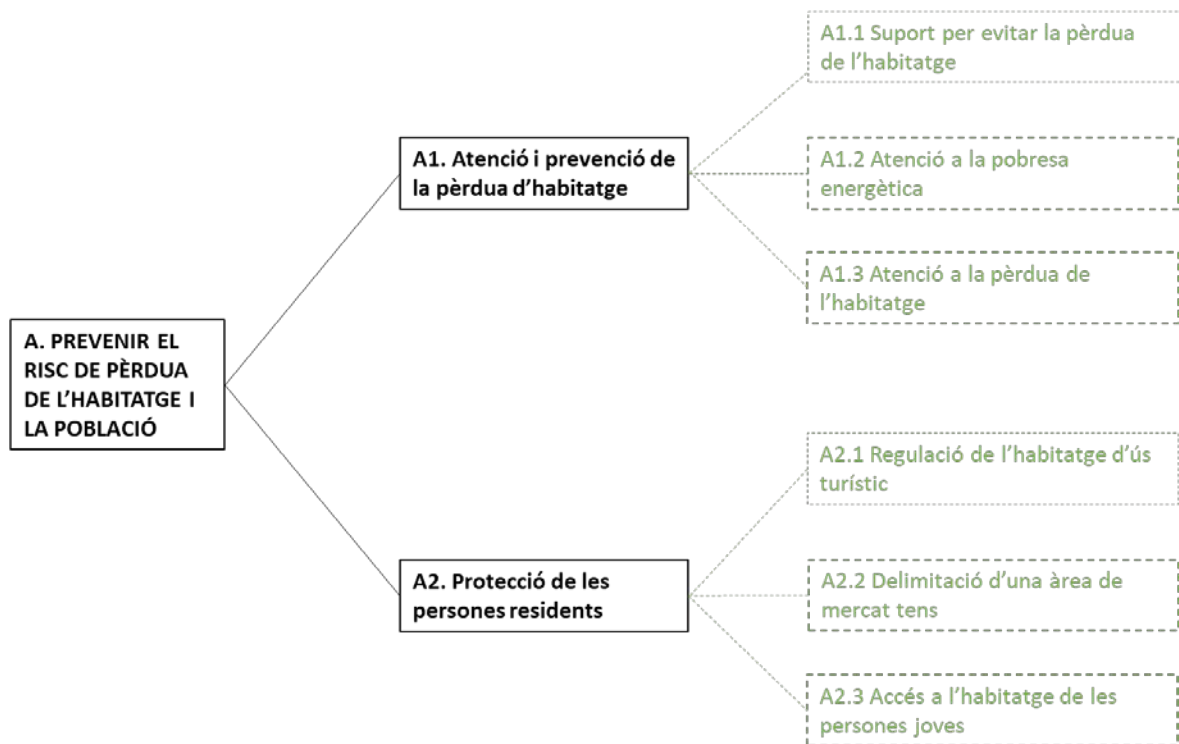 A. PREVENIR EL
RISC DE PÈRDUA
DE L'HABITATGE I
LA POBLACIÓ
A1. Atenció i prevenció de
la pèrdua d'habitatge
A1.1 Suport per evitar la pèrdua
de l'habitatge
A1.2 Atenció a la pobresa
energètica
A1.3 Atenció a la pèrdua de
l'habitatge
A2. Protecció de les
persones residents
A2.1 Regulació de l'habitatge d'ús
turístic
A2.2 Delimitació d'una àrea de
mercat tens
A2.3 Accés a l'habitatge de les
persones joves